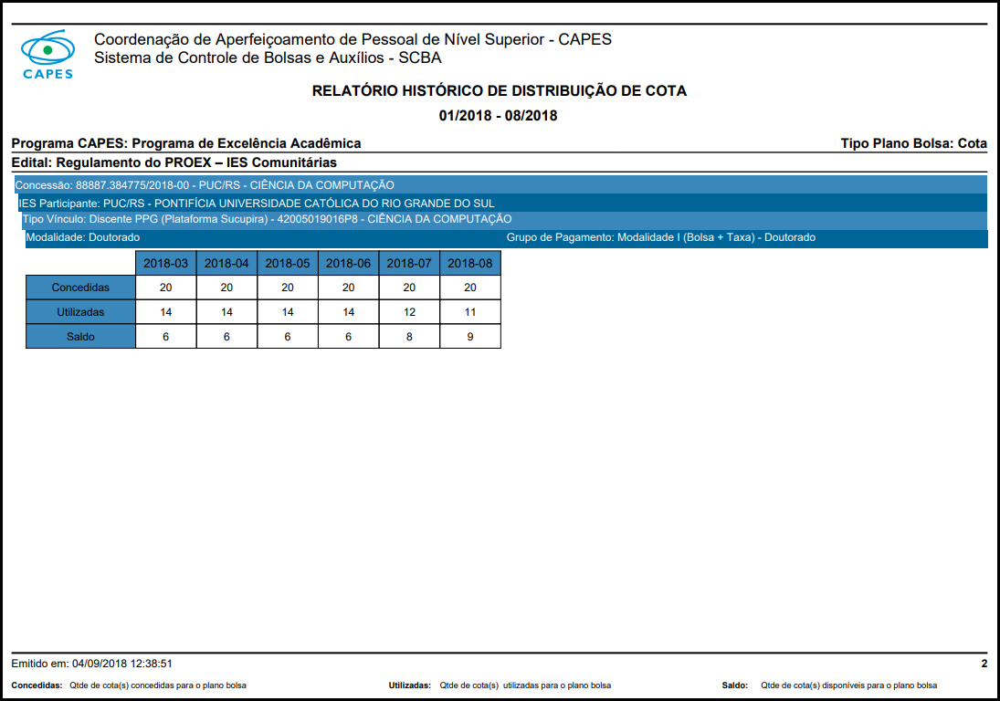 CAPES
Coordenação de Aperfeiçoamento de Pessoal de Nível Superior - CAPES
Sistema de Controle de Bolsas e Auxílios - SCBA
RELATÓRIO HISTÓRICO DE DISTRIBUIÇÃO DE COTA
01/2018 - 08/2018
Programa CAPES: Programa de Excelência Acadêmica Tipo Plano Bolsa: Cota
Edital: Regulamento do PROEX – IES Comunitárias
Concessão: 88887.384775/2018-00 - PUC/RS - CIÊNCIA DA COMPUTAÇÃO
IES Participante: PUC/RS - PONTIFÍCIA UNIVERSIDADE CATÓLICA DO RIO GRANDE DO SUL
Tipo Vínculo: Discente PPG (Plataforma Sucupira) - 42005019016P8 - CIÊNCIA DA COMPUTAÇÃO
Modalidade: Doutorado Grupo de Pagamento: Modalidade I (Bolsa + Taxa) - Doutorado
2018-03 2018-04 2018-05 2018-06 2018-07 2018-08
Concedidas 20 20 20 20 20 20
Utilizadas 14 14 14 14 12 11
Saldo 6 6 6 6 8 9
Emitido em: 04/09/2018 12:38:51 2
Concedidas: Qtde de cota(s) concedidas para o plano bolsa Utilizadas: Qtde de cota(s) utilizadas para o plano bolsa Saldo: Qtde de cota(s) disponíveis para o plano bolsa